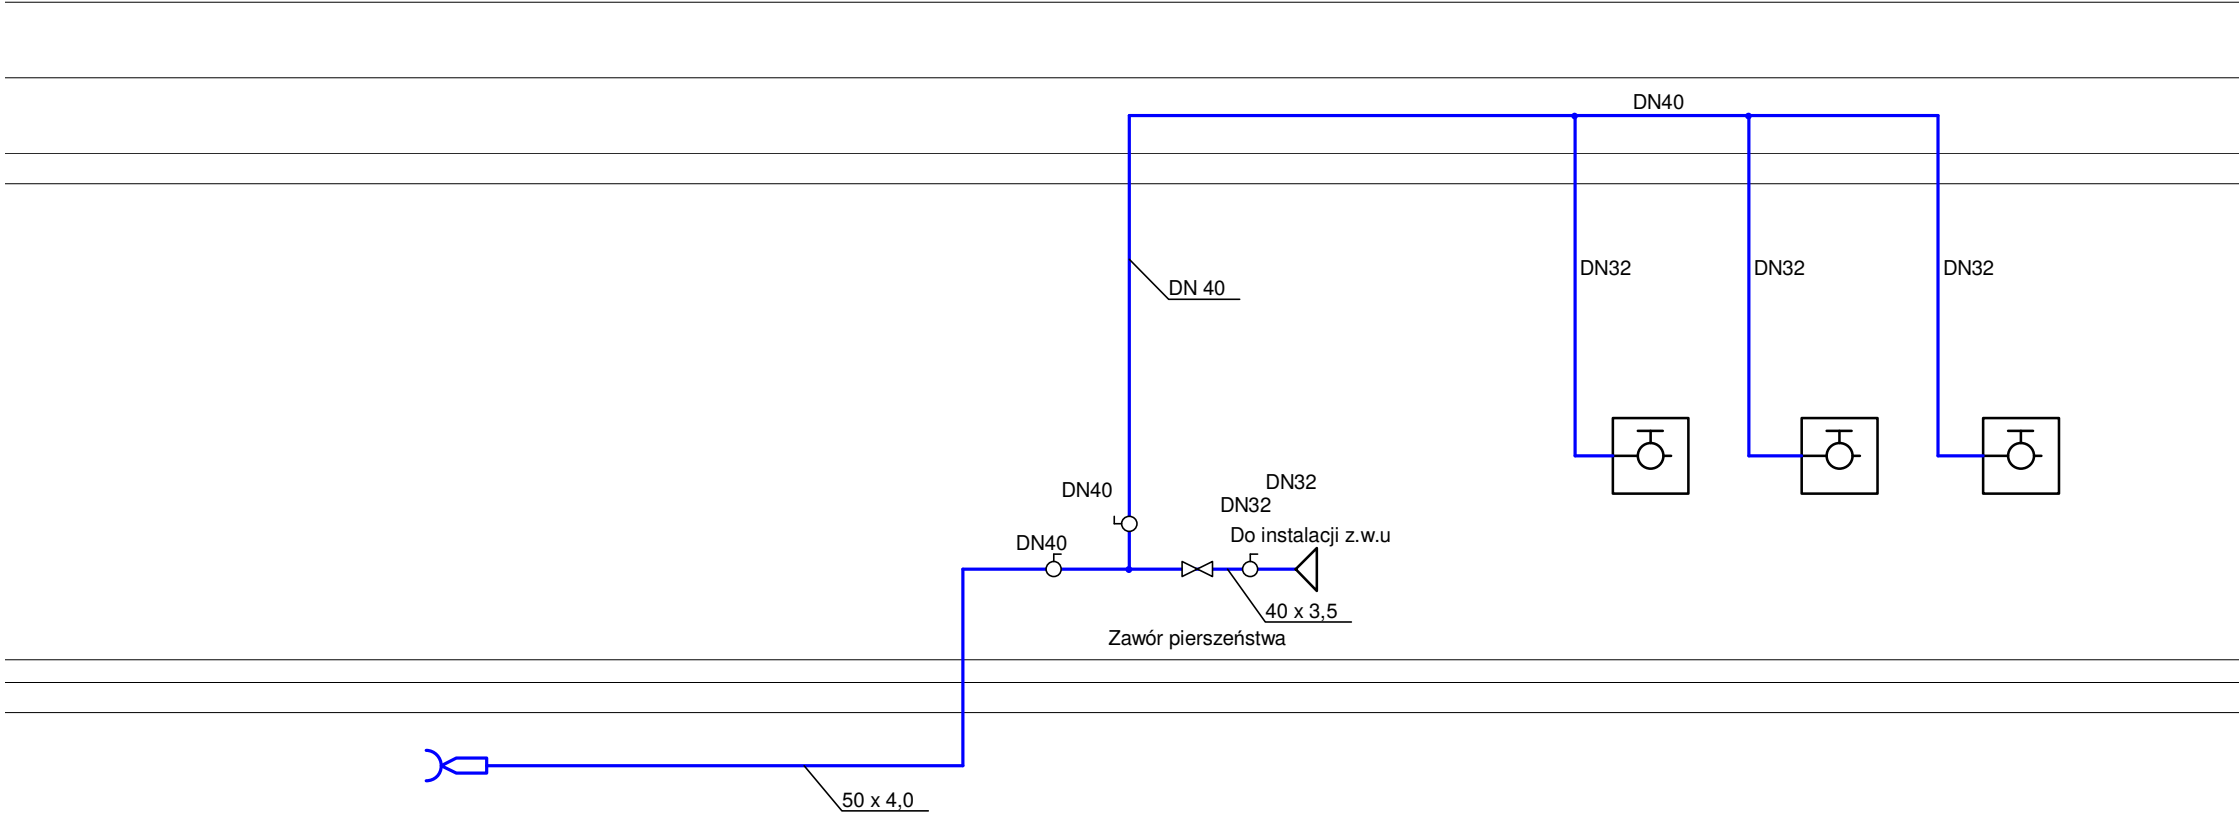 DN40
DN32
DN32
DN32
DN 40
DN32
DN40
DN32
Do instalacji z.w.u
DN40
40 x 3,5
Zawór pierszeństwa
50 x 4,0